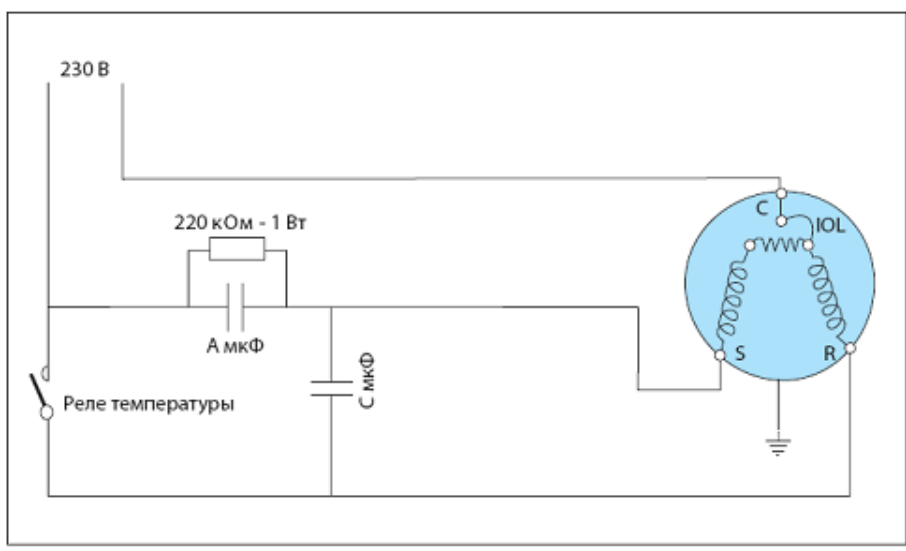 230 В
220 кОм - 1 Вт
C
IOL
А мкФ
С мкФ
S
R
Реле температуры